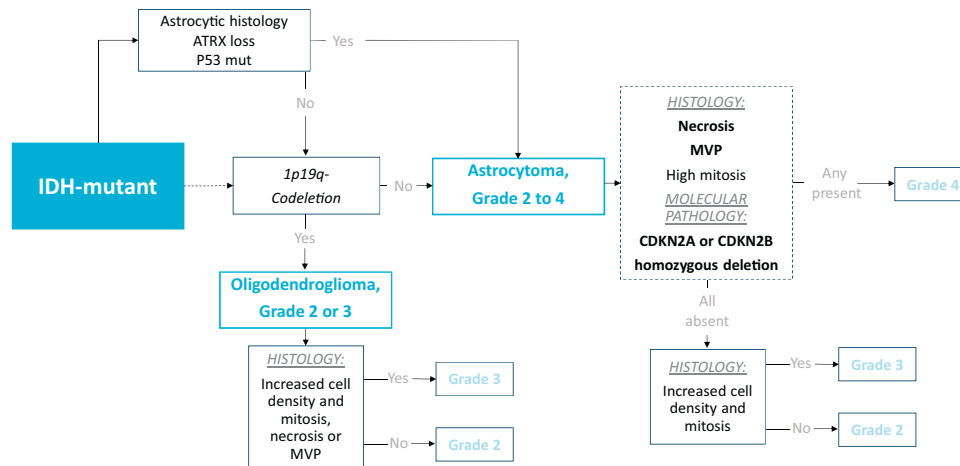 Astrocytic histology
ATRX loss
P53 mut
Yes
No
IDH-mutant
1p19q-
Codeletion
No
Astrocytoma,
Grade 2 to 4
HISTOLOGY:
Necrosis
MVP
High mitosis
MOLECULAR
PATHOLOGY:
CDKN2A or CDKN2B
homozygous deletion
Any
present
Grade 4
Yes
Oligodendroglioma,
Grade 2 or 3
All
absent
HISTOLOGY:
Increased cell
density and
mitosis,
necrosis or
MVP
Yes
Grade 3
No
Grade 2
HISTOLOGY:
Increased cell
density and
mitosis
Yes
Grade 3
No
Grade 2